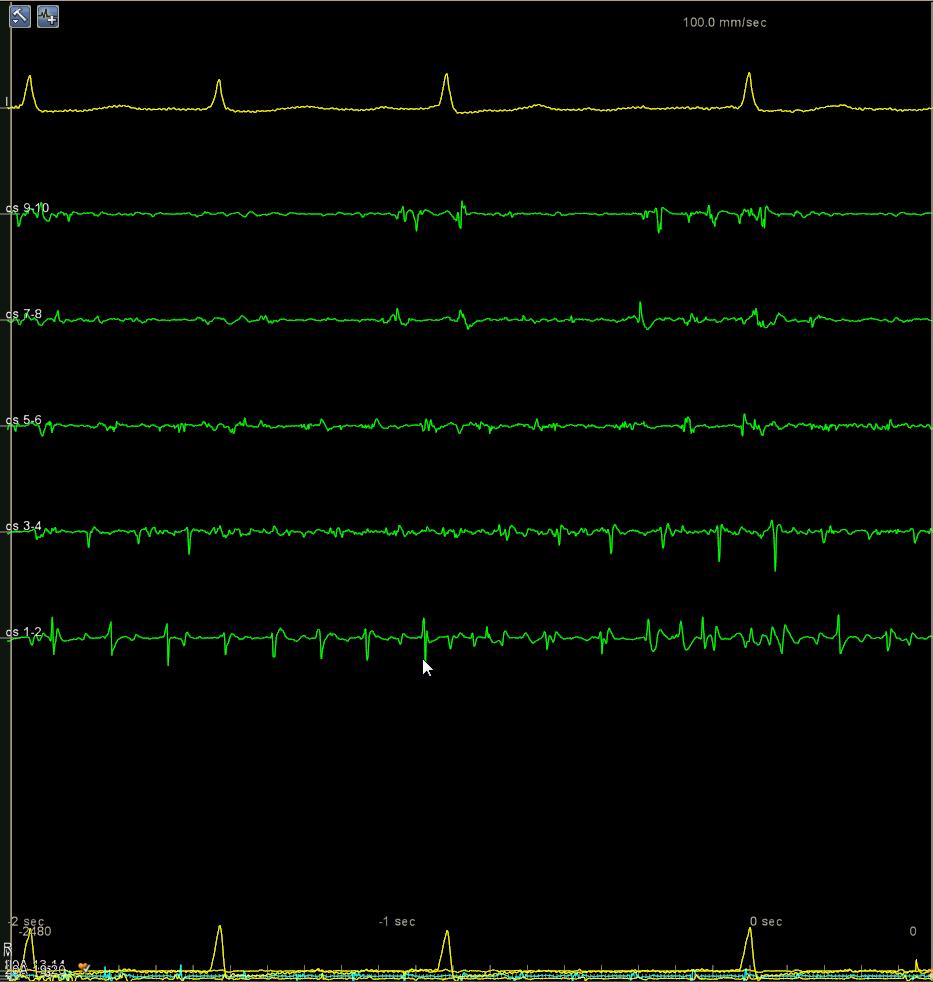 100.0 mm/sec
I
cs 9-10
cs 7-8
cs 5-6
cs 3-4
cs 1-2
-2 sec
-1 sec
0 sec
-2480
0